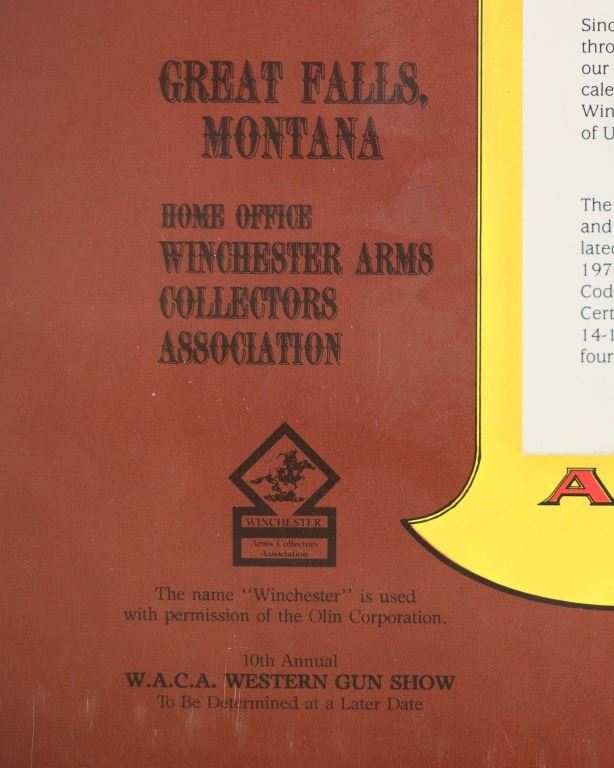 GREAT FALLS,
MONTANA
HOME OFFICE
WINCHESTER ARMS
COLLECTORS
ASSOCIATION
WINCHESTER
Arms Collectors
Association
The name "Winchester" is used
with permission of the Olin Corporation.
10th Annual
W.A.C.A. WESTERN GUN SHOW
To Be Determined at a Later Date
Sinc
thro
our
cale
Win
of U
The
and
lated
197
Cod
Cert
14-1
four
A